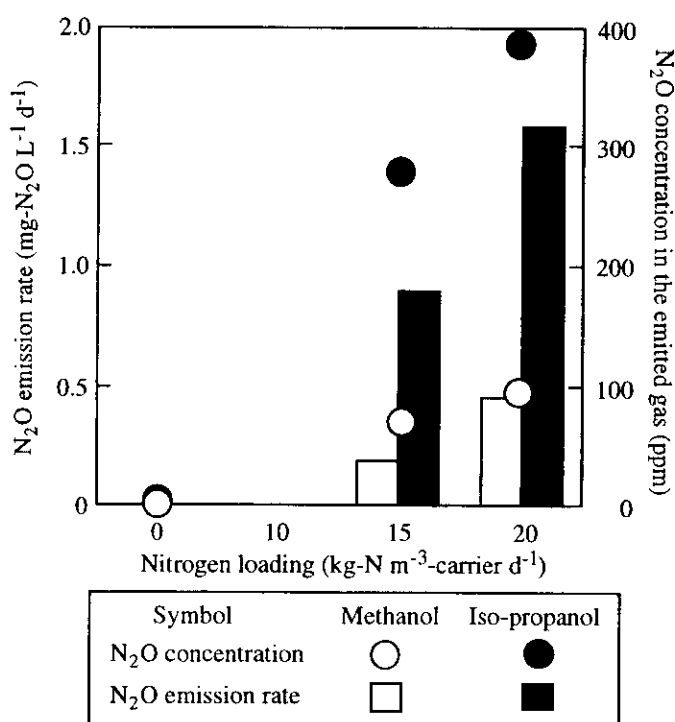 2.0
1.5
1.0
0.5
0
N₂O emission rate (mg-N₂O L⁻¹ d⁻¹)
400
300
200
100
0
N₂O concentration in the emitted gas (ppm)
0 10 15 20
Nitrogen loading (kg-N m⁻³-carrier d⁻¹)
Symbol Methanol Iso-propanol
N₂O concentration
N₂O emission rate